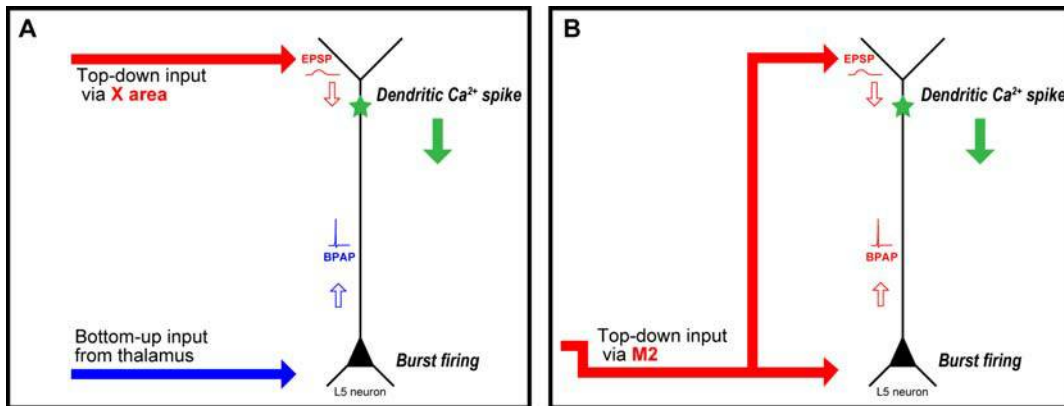 A
Top-down input
via X area
EPSP
Dendritic Ca²⁺ spike
BPAP
Bottom-up input
from thalamus
Burst firing
L5 neuron
B
EPSP
Dendritic Ca²⁺ spike
BPAP
Top-down input
via M2
Burst firing
L5 neuron